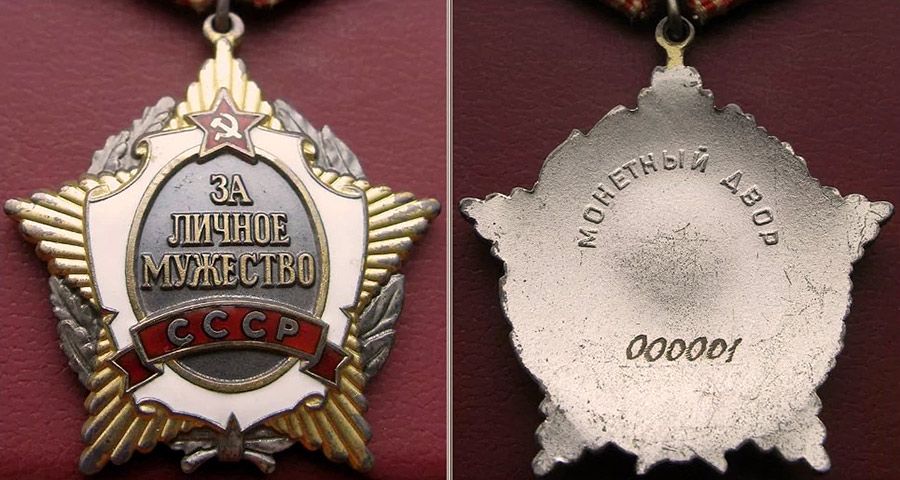 ЗА
ЛИЧНОЕ
МУЖЕСТВО
СССР
МОНЕТНЫЙ ДВОР
000001